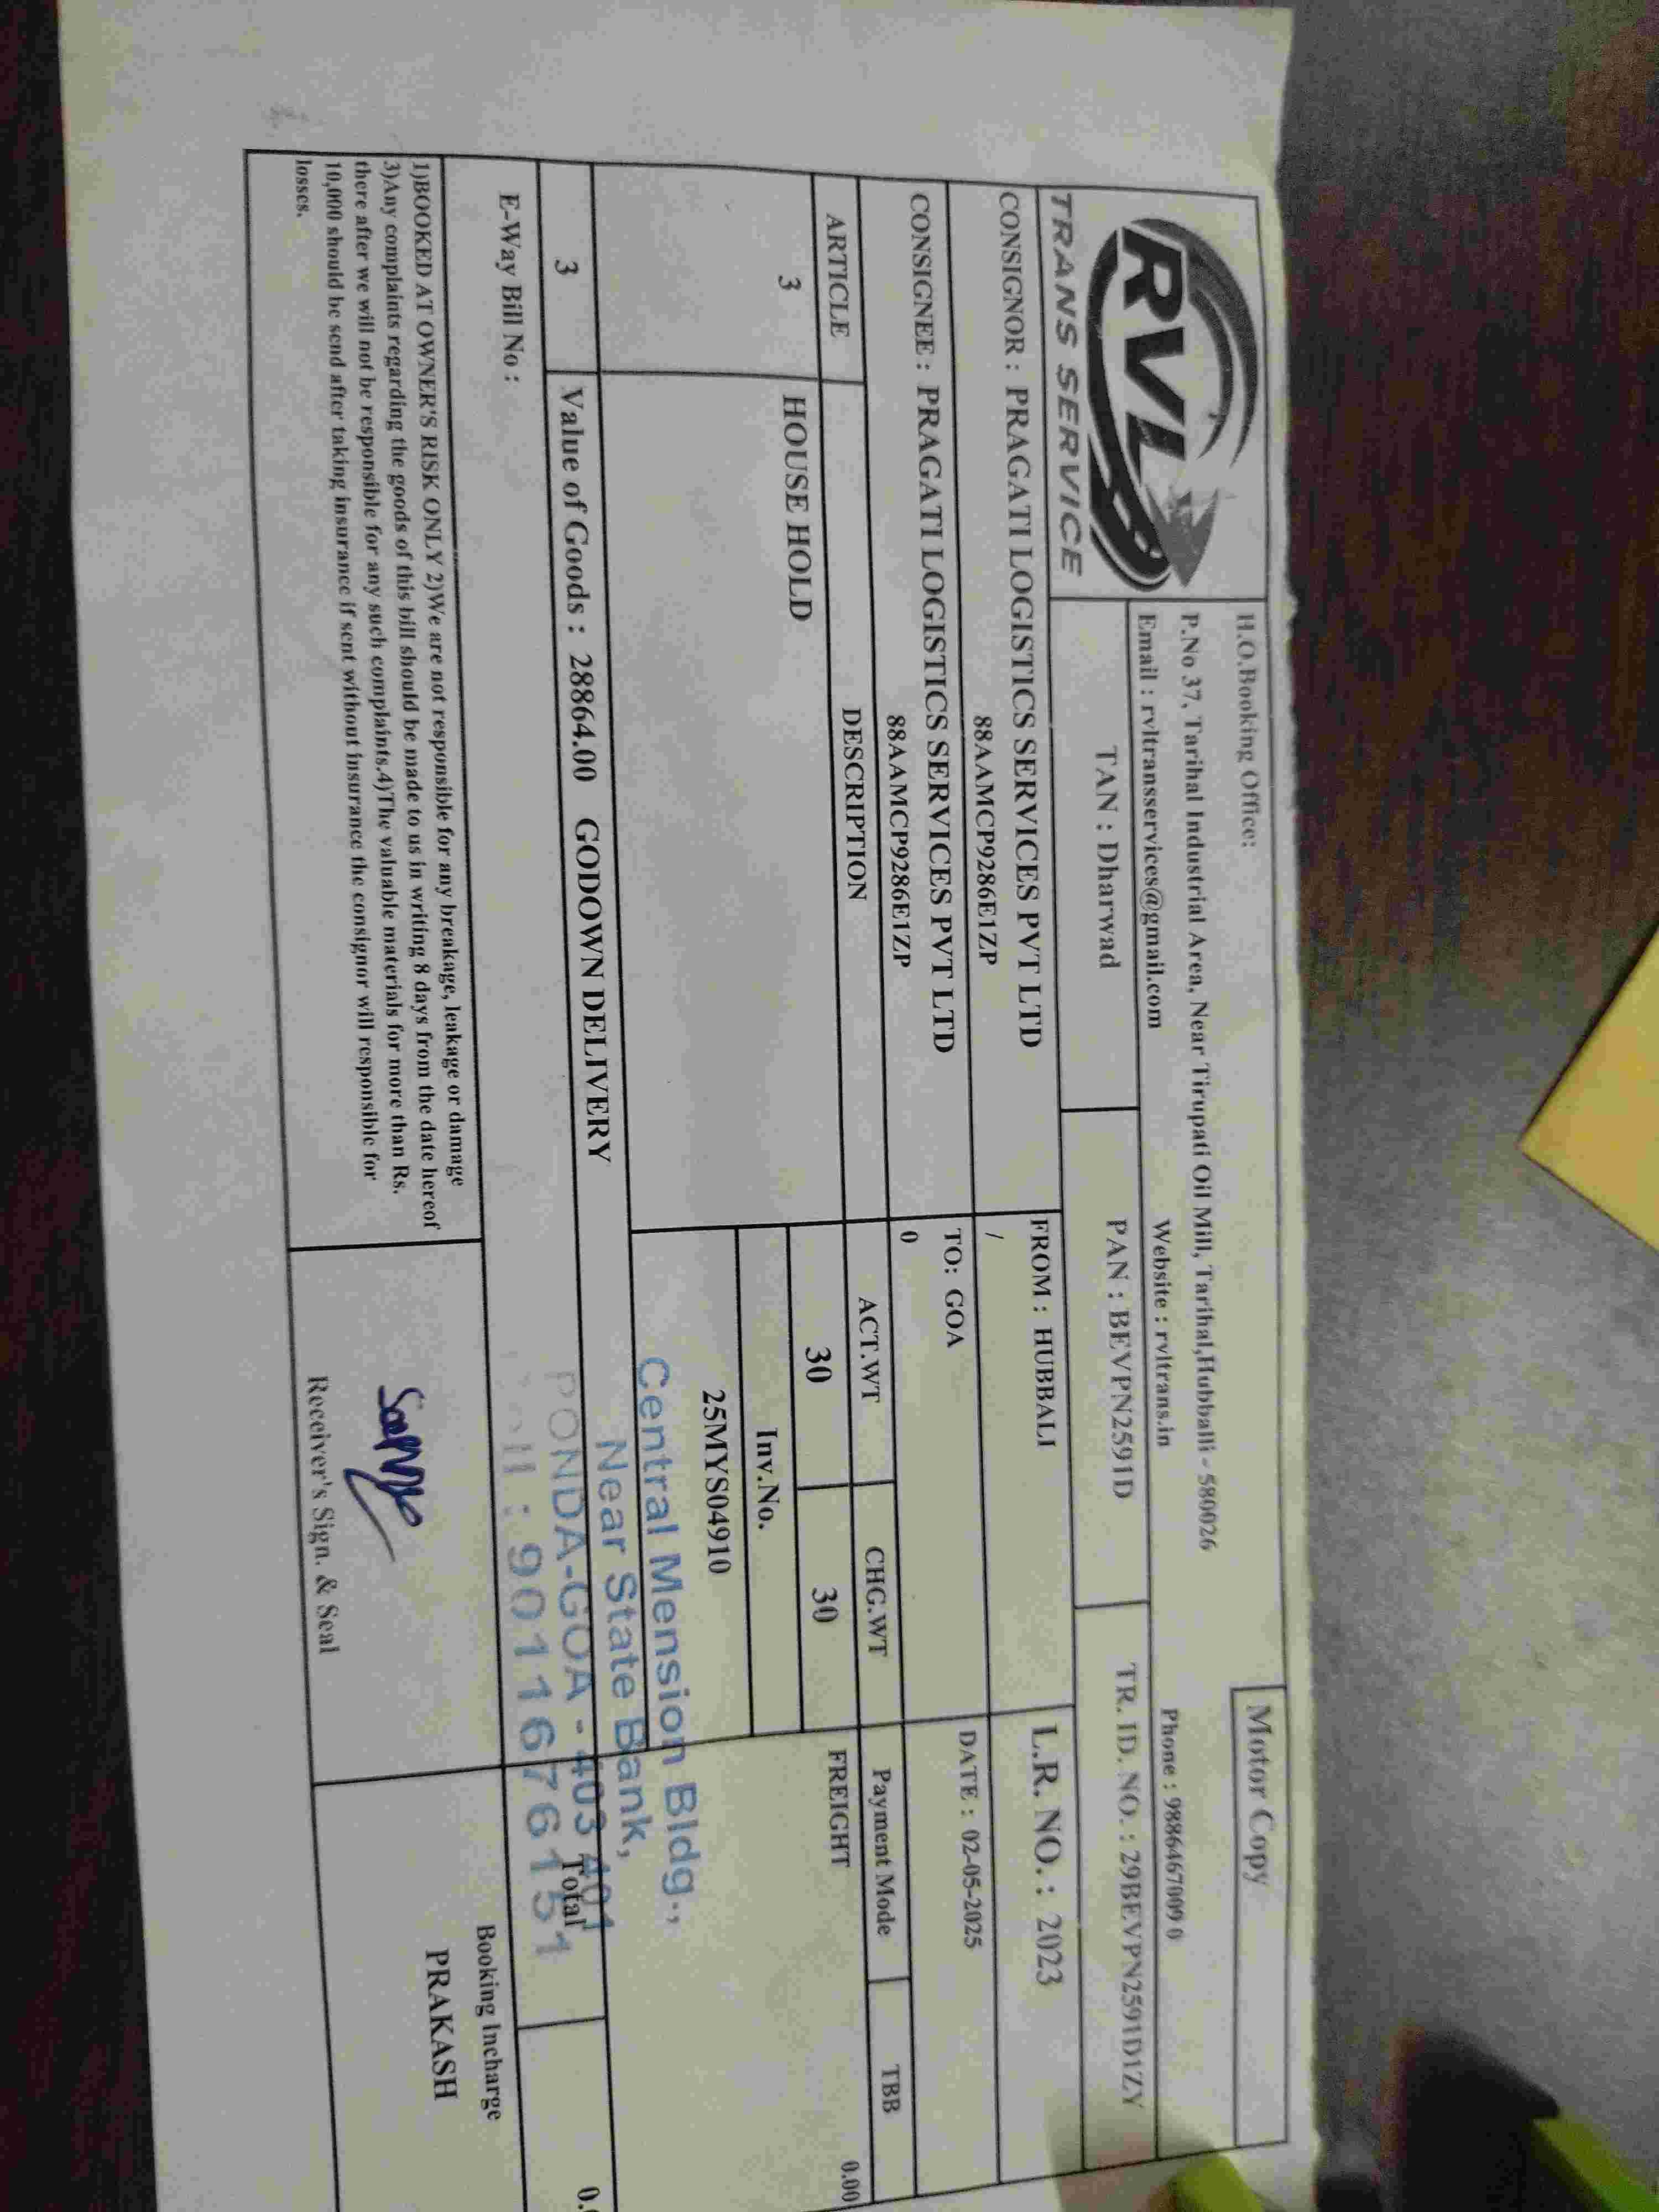 RVL
TRANS SERVICE
Motor Copy
H.O.Booking Office:
P.No 37, Tarihal Industrial Area, Near Tirupati Oil Mill, Tarihal,Hubballi - 580026
Email : rvltransservices@gmail.com Website : rvltrans.in Phone : 9886467009 0
TAN : Dharwad PAN : BEVPN2591D TR. ID. NO. : 29BEVPN2591D1ZY
CONSIGNOR : PRAGATI LOGISTICS SERVICES PVT LTD FROM : HUBBALI L.R. NO. : 2023
88AAMCP9286E1ZP /
CONSIGNEE : PRAGATI LOGISTICS SERVICES PVT LTD TO: GOA DATE : 02-05-2025
88AAMCP9286E1ZP 0
ARTICLE DESCRIPTION ACT.WT CHG.WT Payment Mode TBB
3 HOUSE HOLD 30 30 FREIGHT 0.00
Inv.No.
25MYS04910
Central Mension Bldg.,
Near State Bank,
PONDA-GOA - 403 401
: 9011676151
3 Value of Goods : 28864.00 GODOWN DELIVERY Total
E-Way Bill No :
1)BOOKED AT OWNER'S RISK ONLY 2)We are not responsible for any breakage, leakage or damage
3)Any complaints regarding the goods of this bill should be made to us in writing 8 days from the date hereof
there after we will not be responsible for any such complaints.4)The valuable materials for more than Rs.
10,000 should be send after taking insurance if sent without insurance the consignor will responsible for
losses.
Receiver's Sign. & Seal
Booking Incharge
PRAKASH